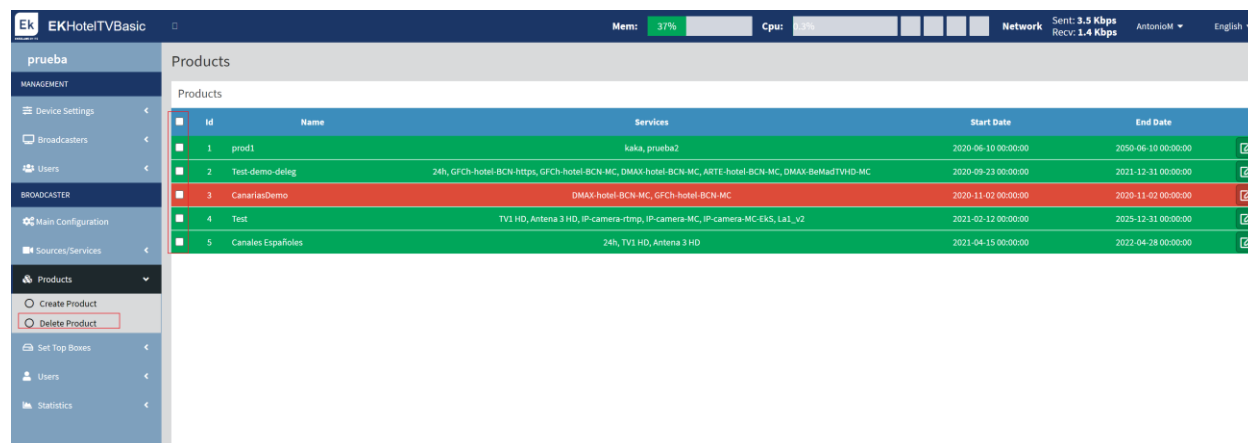 Ek EKHotelTVBasic
Mem: 37% Cpu: 0.3% Network Sent: 3.5 Kbps Recv: 1.4 Kbps AntonioM English
prueba
Products
MANAGEMENT
Products
Device Settings
Id Name Services Start Date End Date
Broadcasters
1 prod1 kaka, prueba2 2020-06-10 00:00:00 2050-06-10 00:00:00
Users
2 Test-demo-deleg 24h, GFCh-hotel-BCN-https, GFCh-hotel-BCN-MC, DMAX-hotel-BCN-MC, ARTE-hotel-BCN-MC, DMAX-BeMadTVHD-MC 2020-09-23 00:00:00 2021-12-31 00:00:00
BROADCASTER
3 CanariasDemo DMAX-hotel-BCN-MC, GFCh-hotel-BCN-MC 2020-11-02 00:00:00 2020-11-02 00:00:00
Main Configuration
4 Test TV1 HD, Antena 3 HD, IP-camera-rtmp, IP-camera-MC, IP-camera-MC-EkS, La1_v2 2021-02-12 00:00:00 2025-12-31 00:00:00
Sources/Services
5 Canales Españoles 24h, TV1 HD, Antena 3 HD 2021-04-15 00:00:00 2022-04-28 00:00:00
Products
Create Product
Delete Product
Set Top Boxes
Users
Statistics